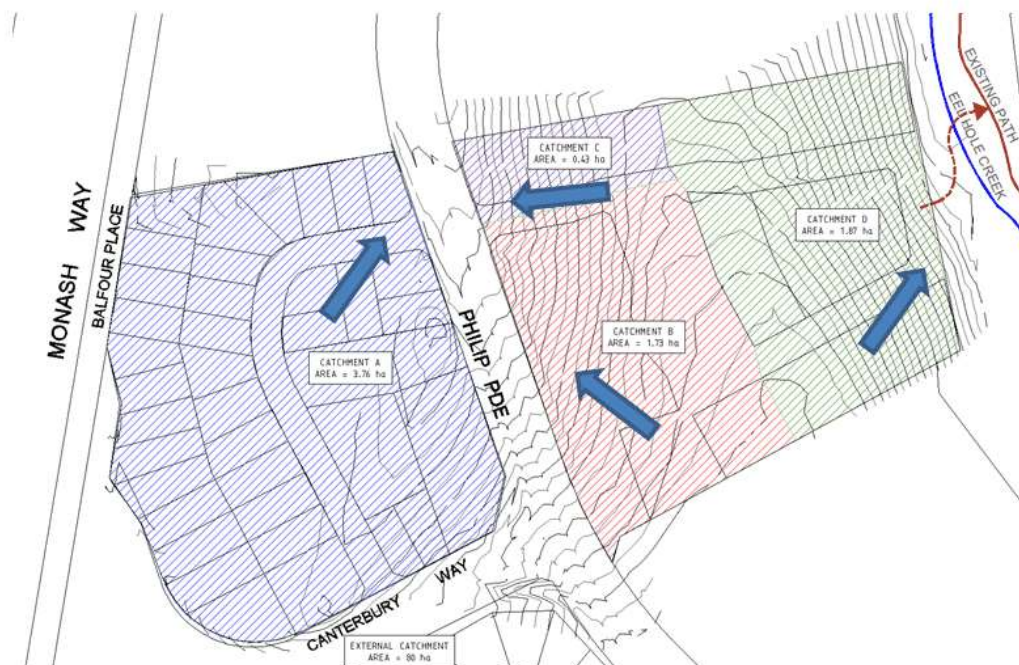 MONASH WAY
BALFOUR PLACE
CATCHMENT A
AREA = 3.76 ha
PHILIP PDE
CATCHMENT C
AREA = 0.43 ha
CATCHMENT B
AREA = 1.73 ha
CATCHMENT D
AREA = 1.87 ha
EEL HOLE CREEK
EXISTING PATH
CANTERBURY WAY
EXTERNAL CATCHMENT
AREA = 80 ha